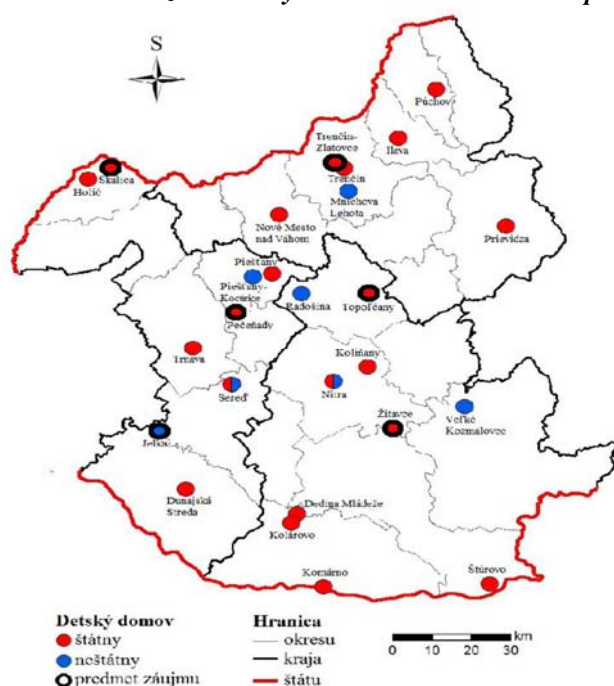 S
Púchov
Ilava
Trenčín-
Zlatovce
Trenčín
Mníchova
Lehota
Skalica
Holíč
Nové Mesto
nad Váhom
Prievidza
Piešťany
Piešťany-
Kocurice
Radošina
Topoľčany
Pečeňady
Trnava
Koliňany
Sereď
Nitra
Veľké
Kozmálovce
Žitavce
Jelka
Dunajská
Streda
Dedina Mládeže
Kolárovo
Komárno
Štúrovo
Detský domov
štátny
neštátny
predmet záujmu
Hranica
okresu
kraja
štátu
km
0 10 20 30